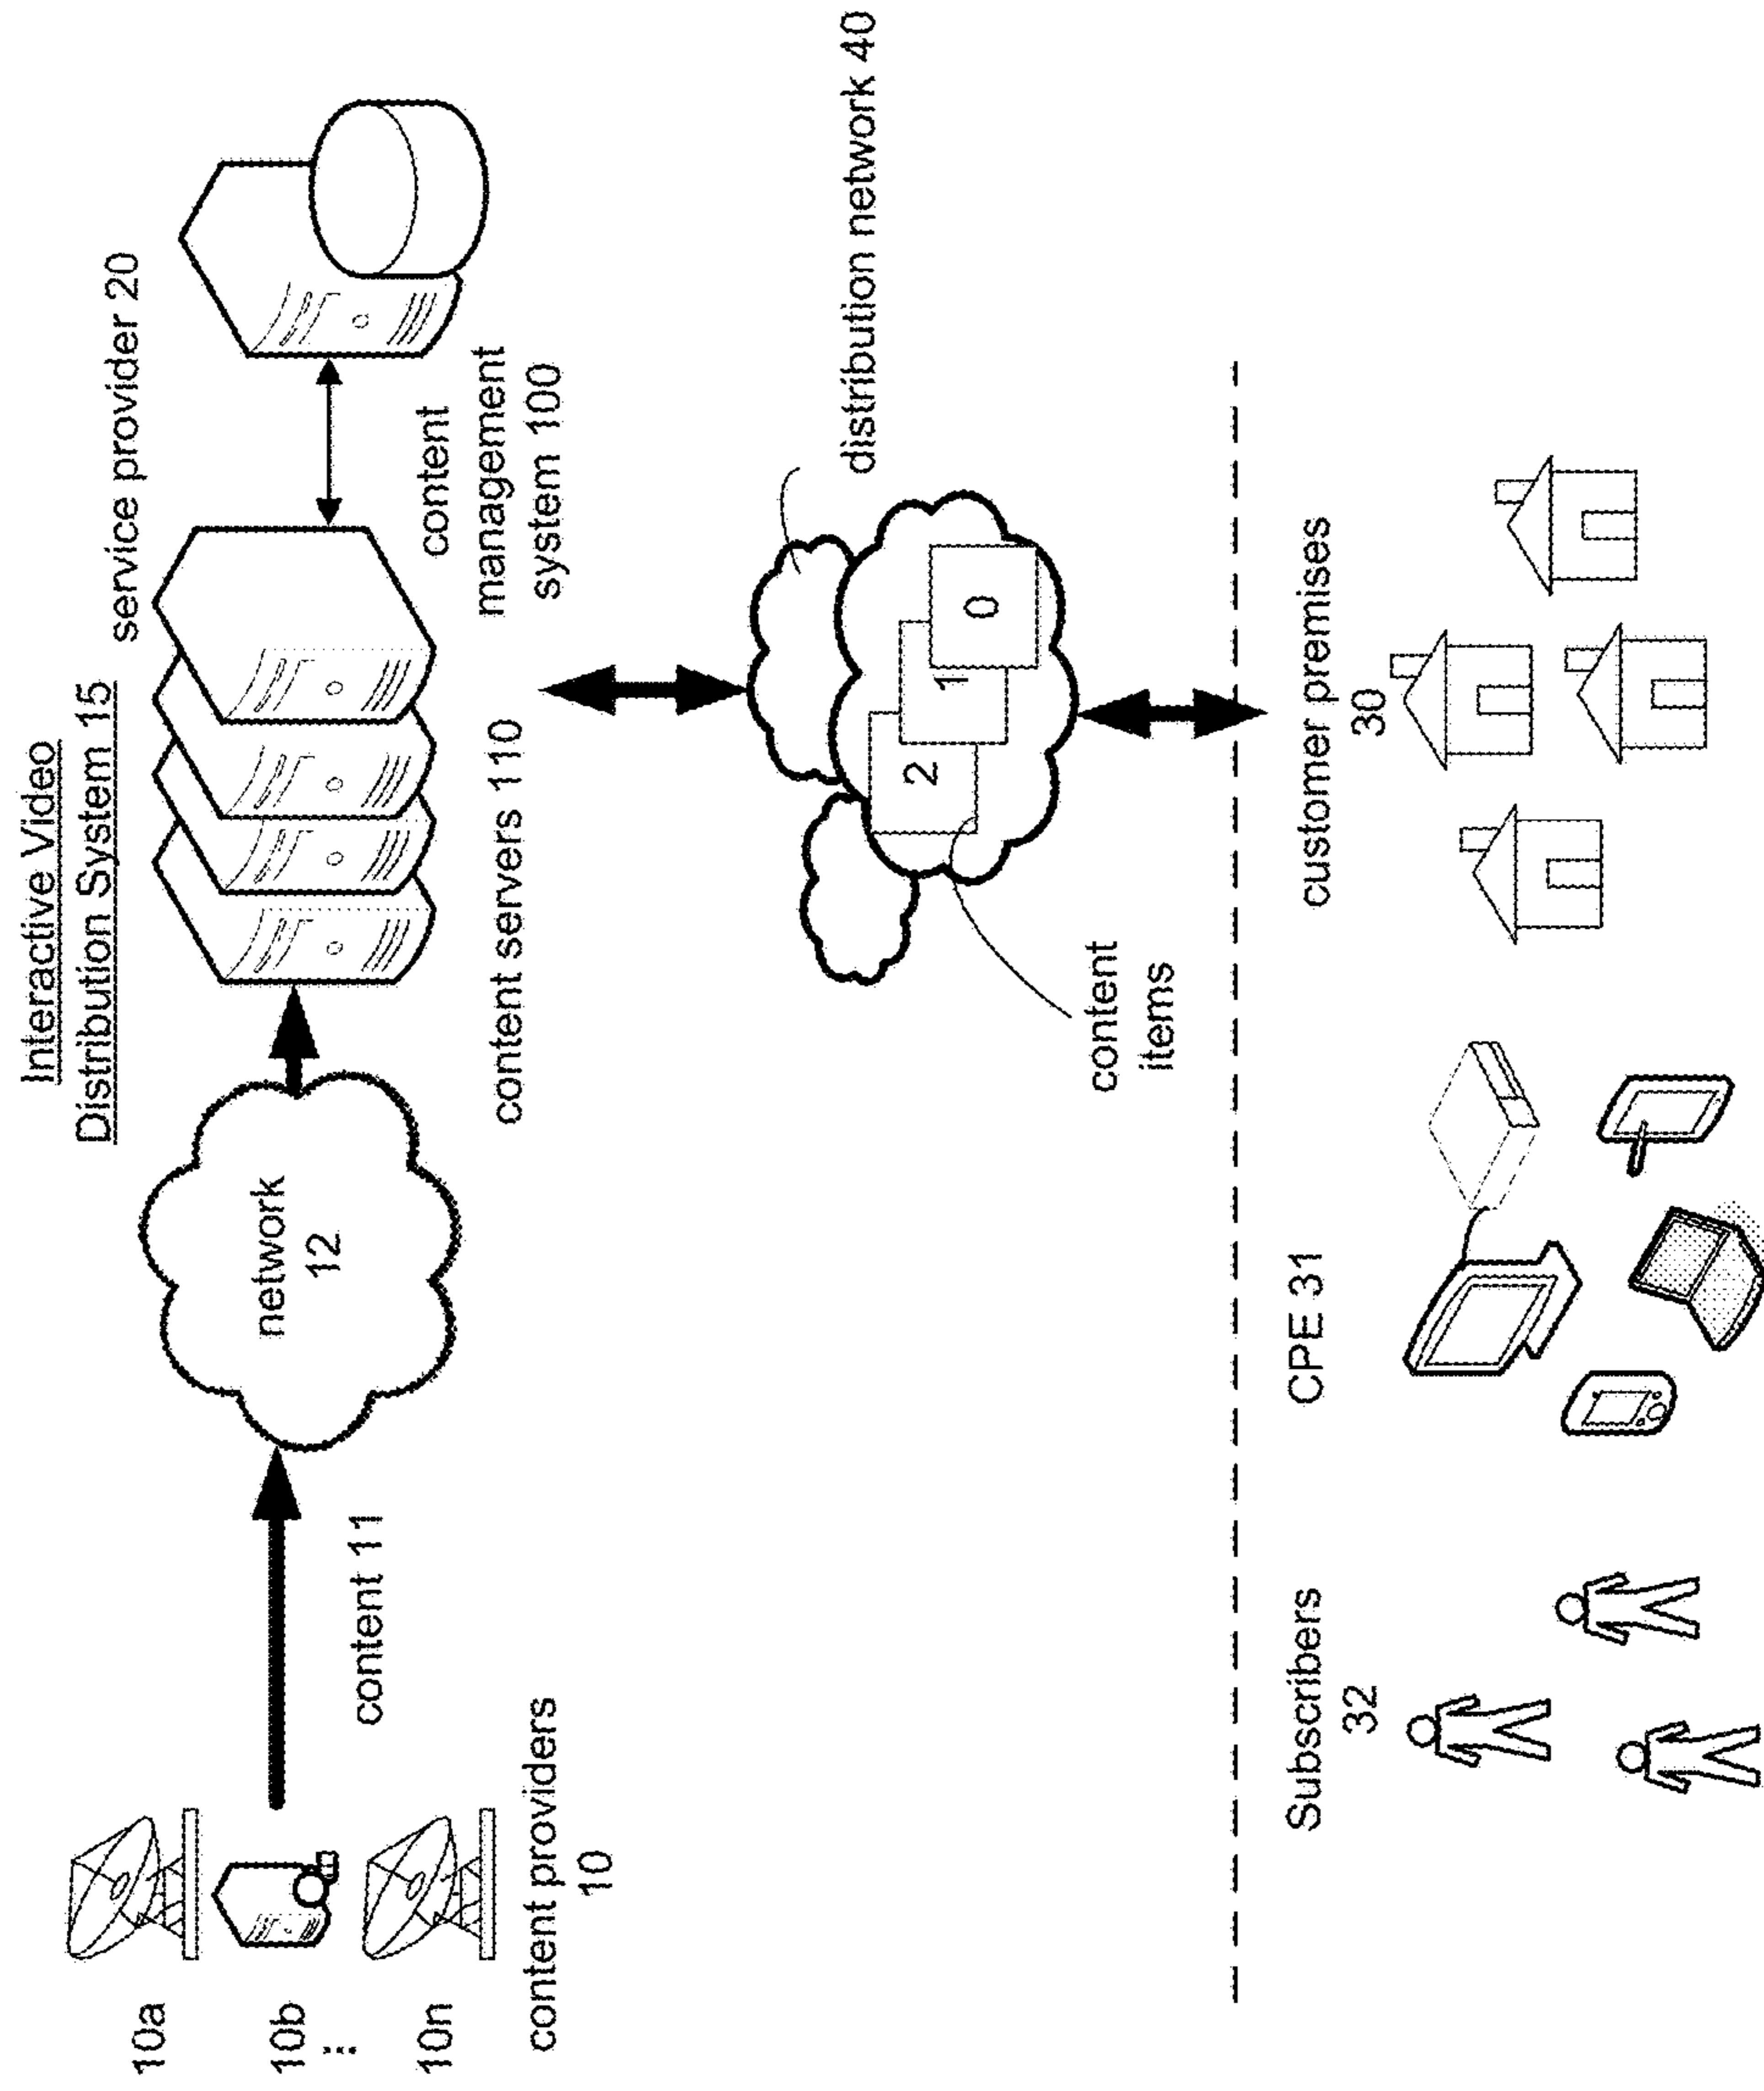 Interactive Video
Distribution System 15
service provider 20
10a
10b
...
10n
content providers
10
content 11
network
12
content servers 110
content
management
system 100
distribution network 40
2
1
0
content
items
Subscribers
32
CPE 31
customer premises
30